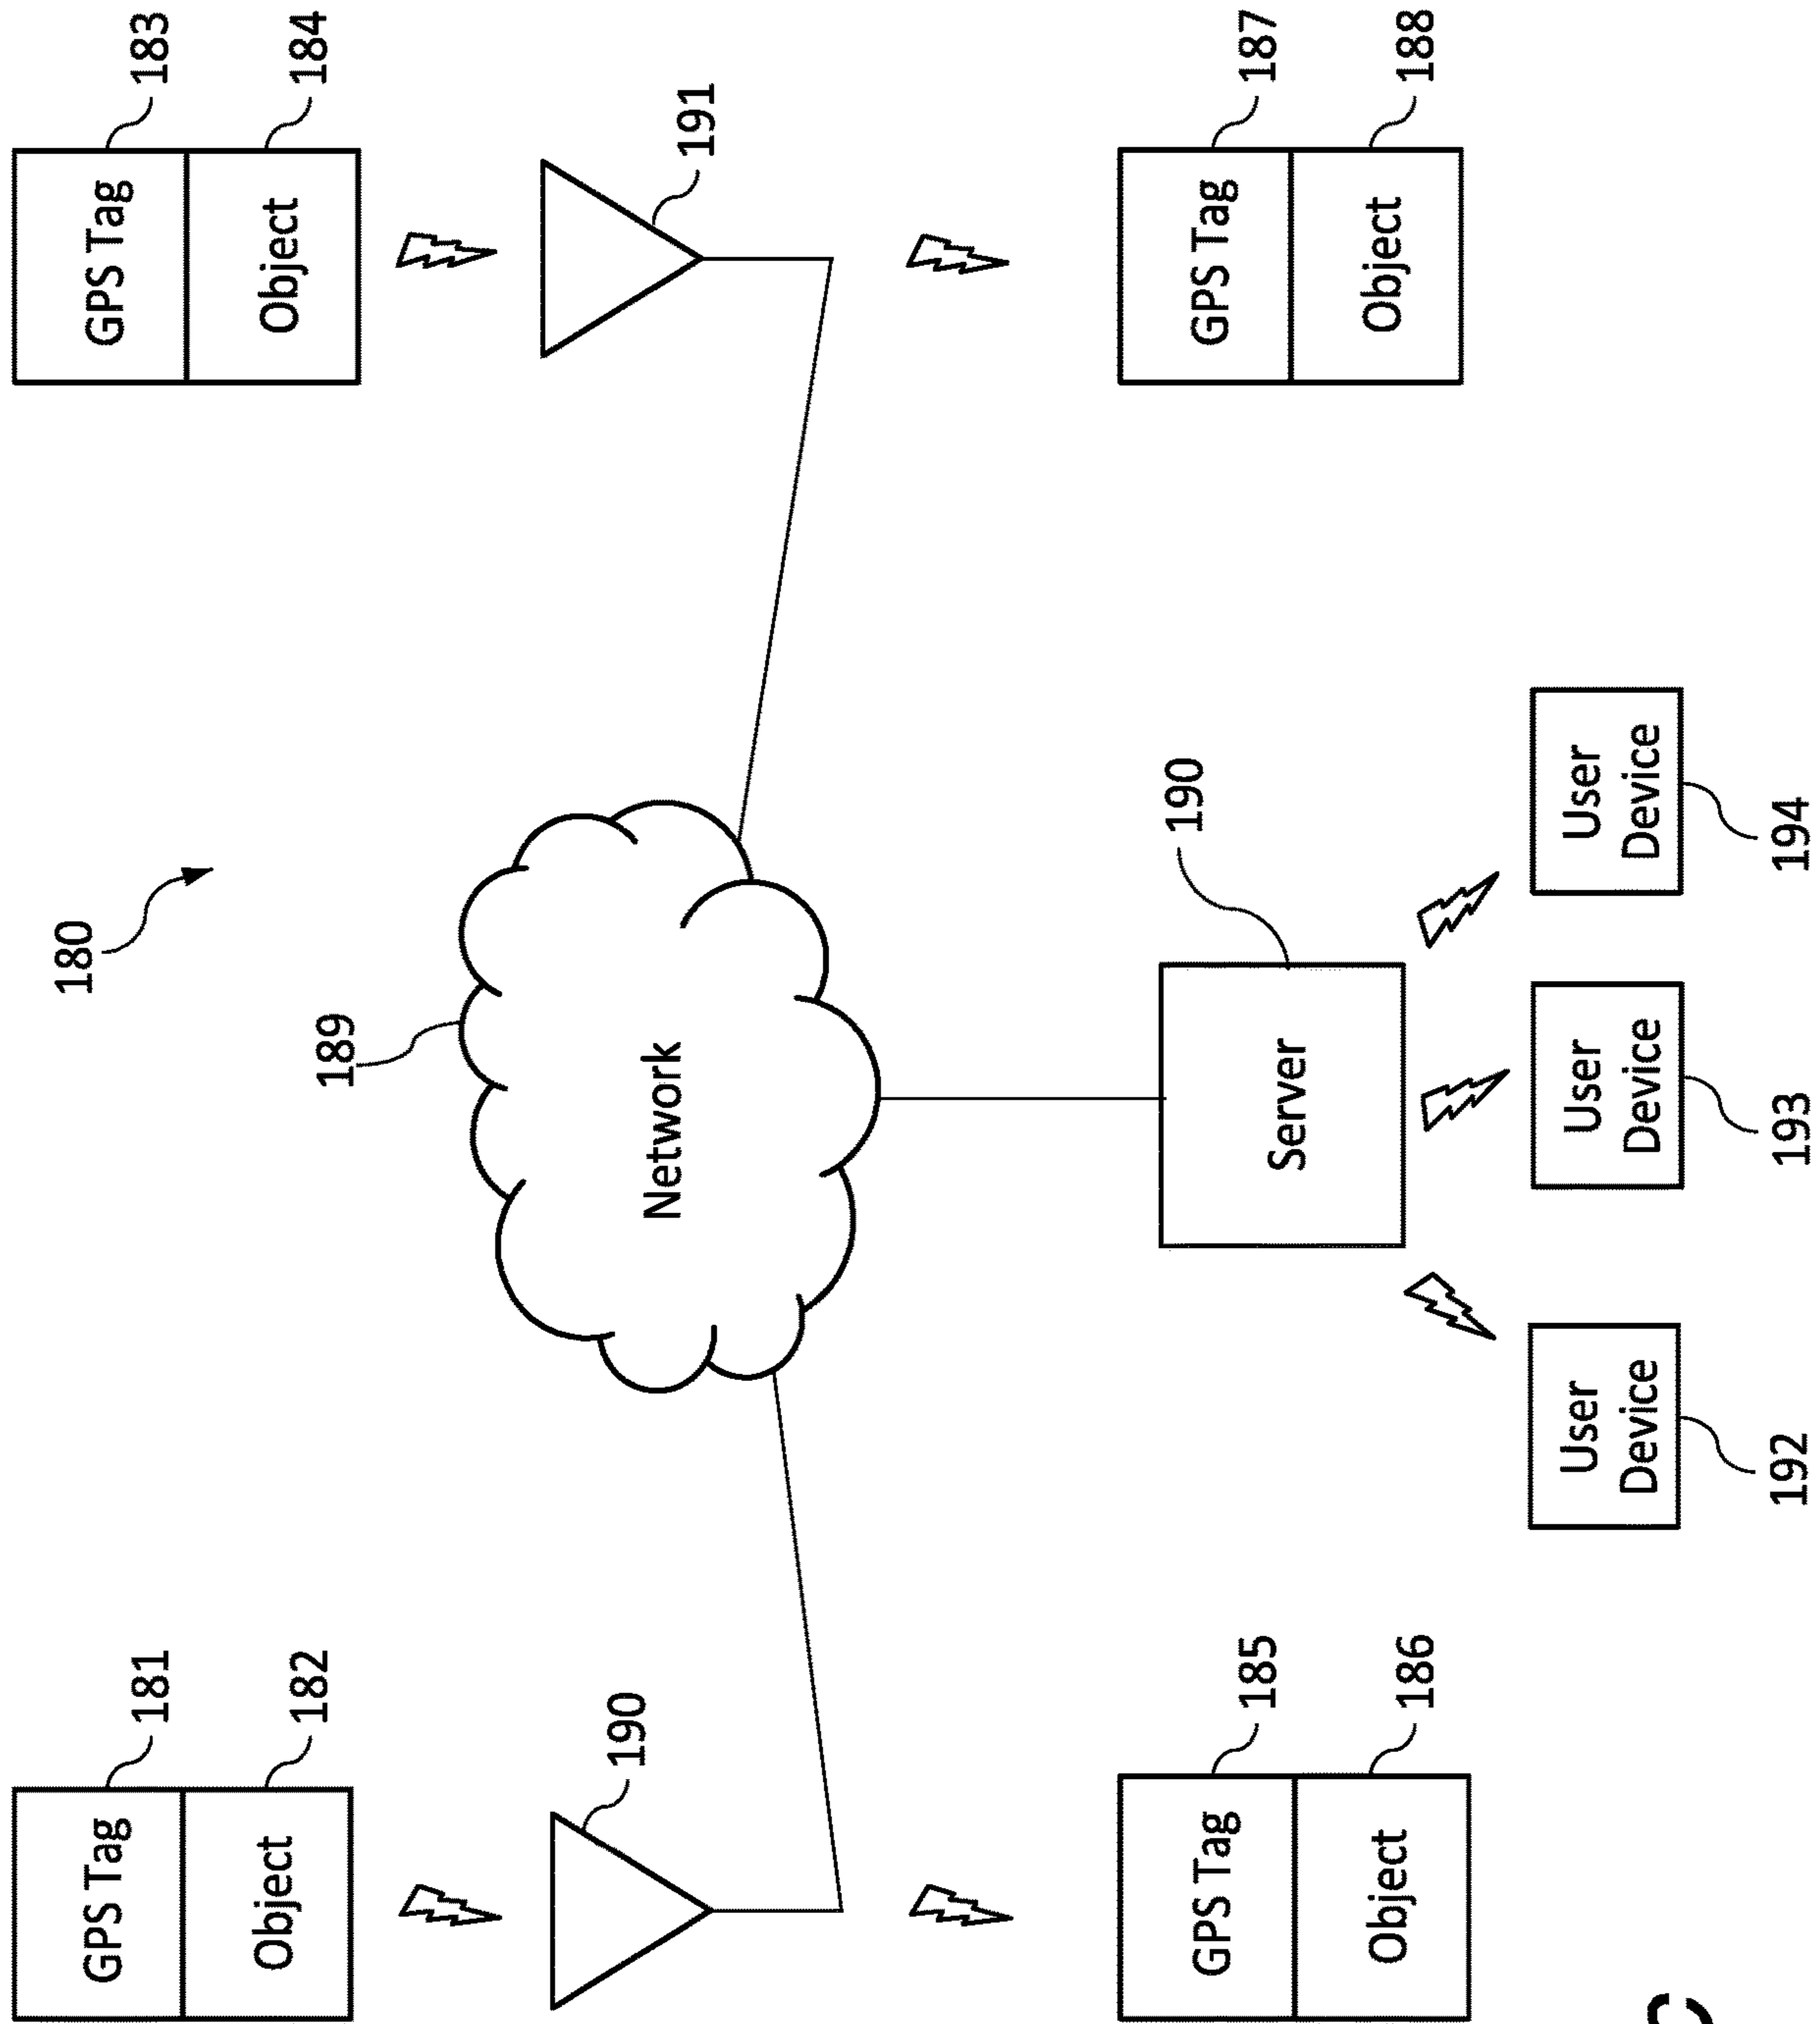 180
GPS Tag
181
GPS Tag
183
Object
182
Object
184
189
190
Network
191
190
GPS Tag
185
GPS Tag
187
Server
Object
186
Object
188
User
Device
User
Device
User
Device
192
193
194